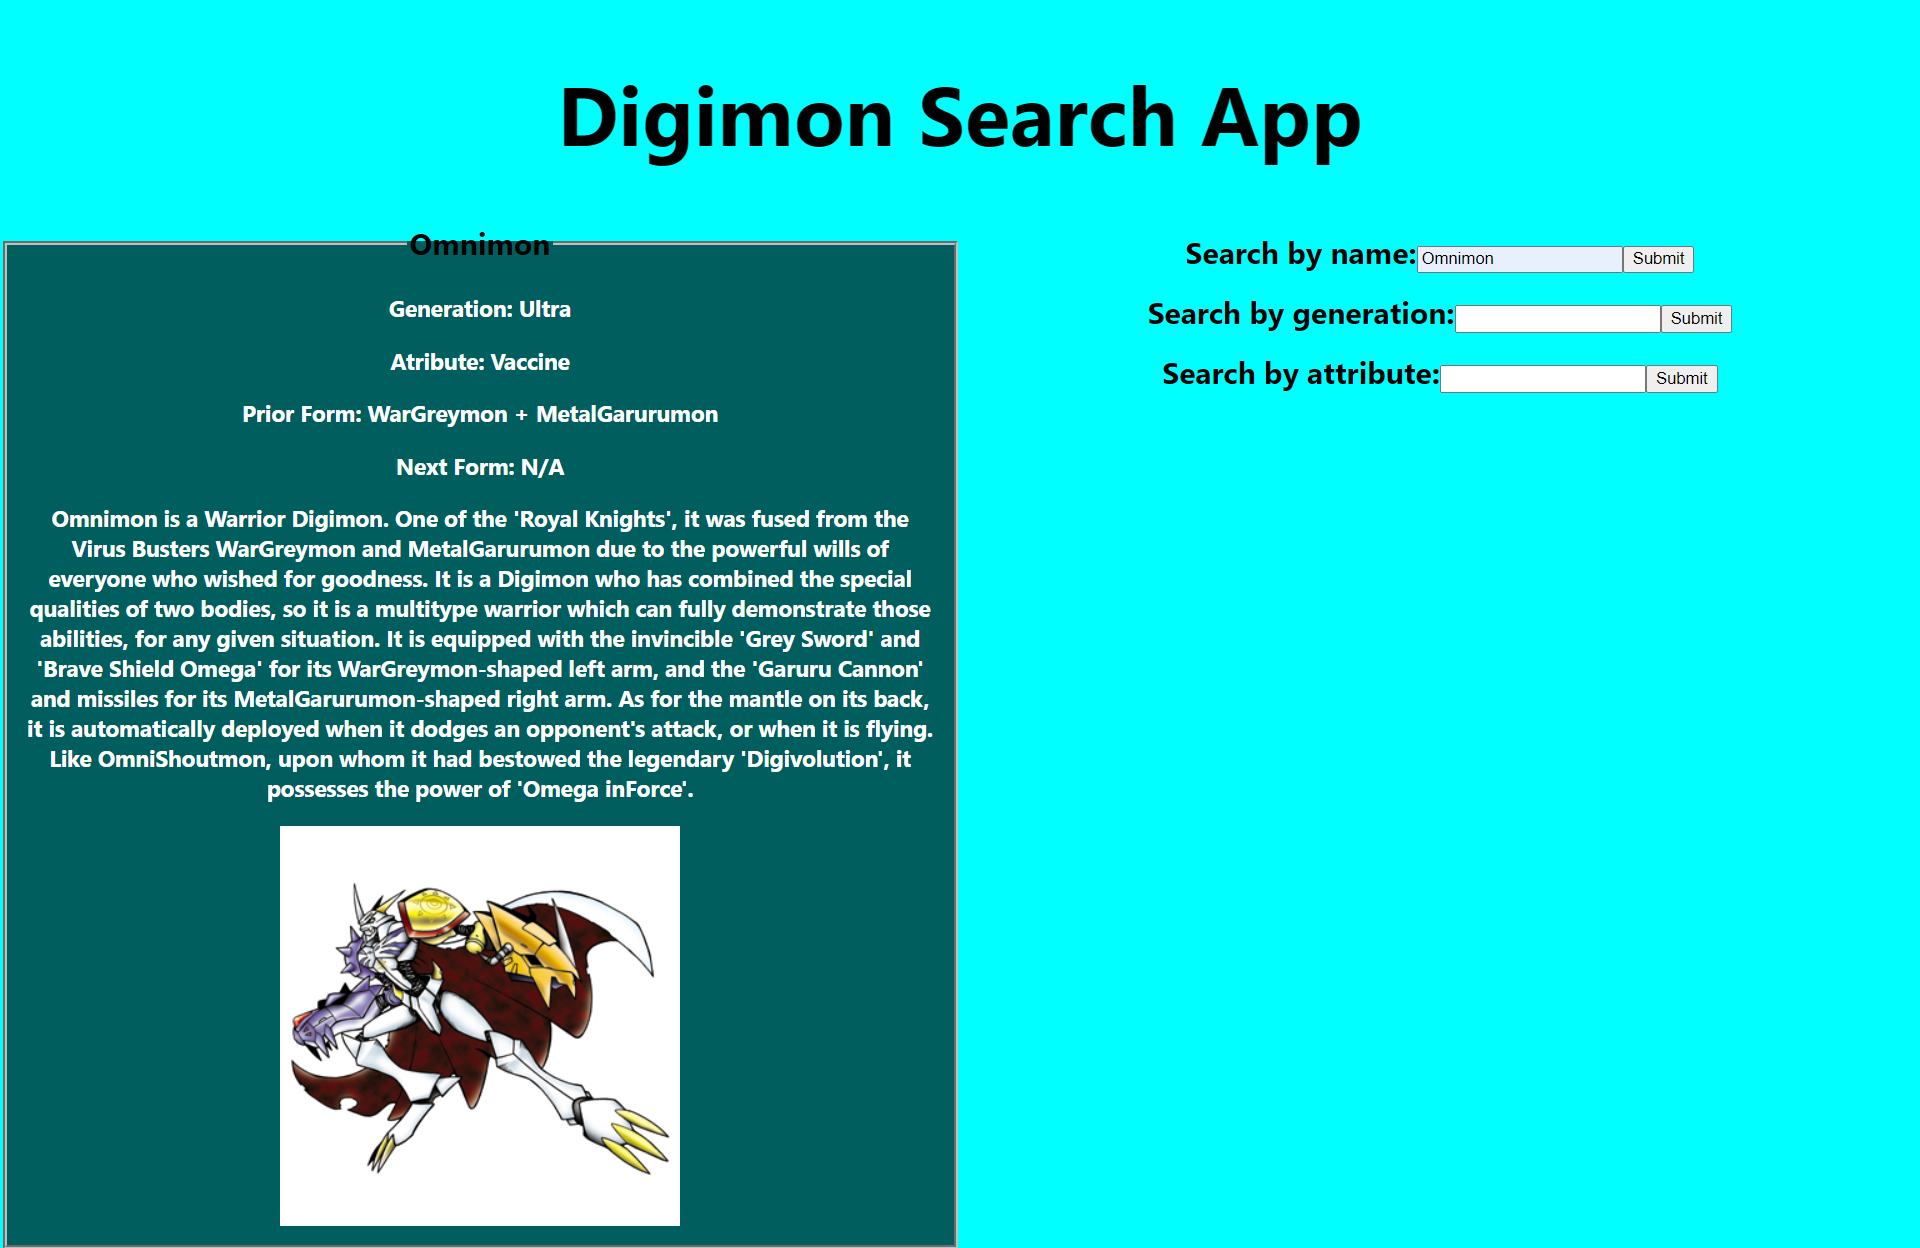 Digimon Search App
Omnimon
Generation: Ultra
Atribute: Vaccine
Prior Form: WarGreymon + MetalGarurumon
Next Form: N/A
Omnimon is a Warrior Digimon. One of the 'Royal Knights', it was fused from the
Virus Busters WarGreymon and MetalGarurumon due to the powerful wills of
everyone who wished for goodness. It is a Digimon who has combined the special
qualities of two bodies, so it is a multitype warrior which can fully demonstrate those
abilities, for any given situation. It is equipped with the invincible 'Grey Sword' and
'Brave Shield Omega' for its WarGreymon-shaped left arm, and the 'Garuru Cannon'
and missiles for its MetalGarurumon-shaped right arm. As for the mantle on its back,
it is automatically deployed when it dodges an opponent's attack, or when it is flying.
Like OmniShoutmon, upon whom it had bestowed the legendary 'Digivolution', it
possesses the power of 'Omega inForce'.
Search by name: Omnimon Submit
Search by generation: Submit
Search by attribute: Submit